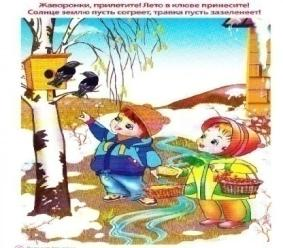 Жаворонки, прилетите! Лето в клюве принесите!
Солнце землю пусть согреет, травка пусть зазеленеет!